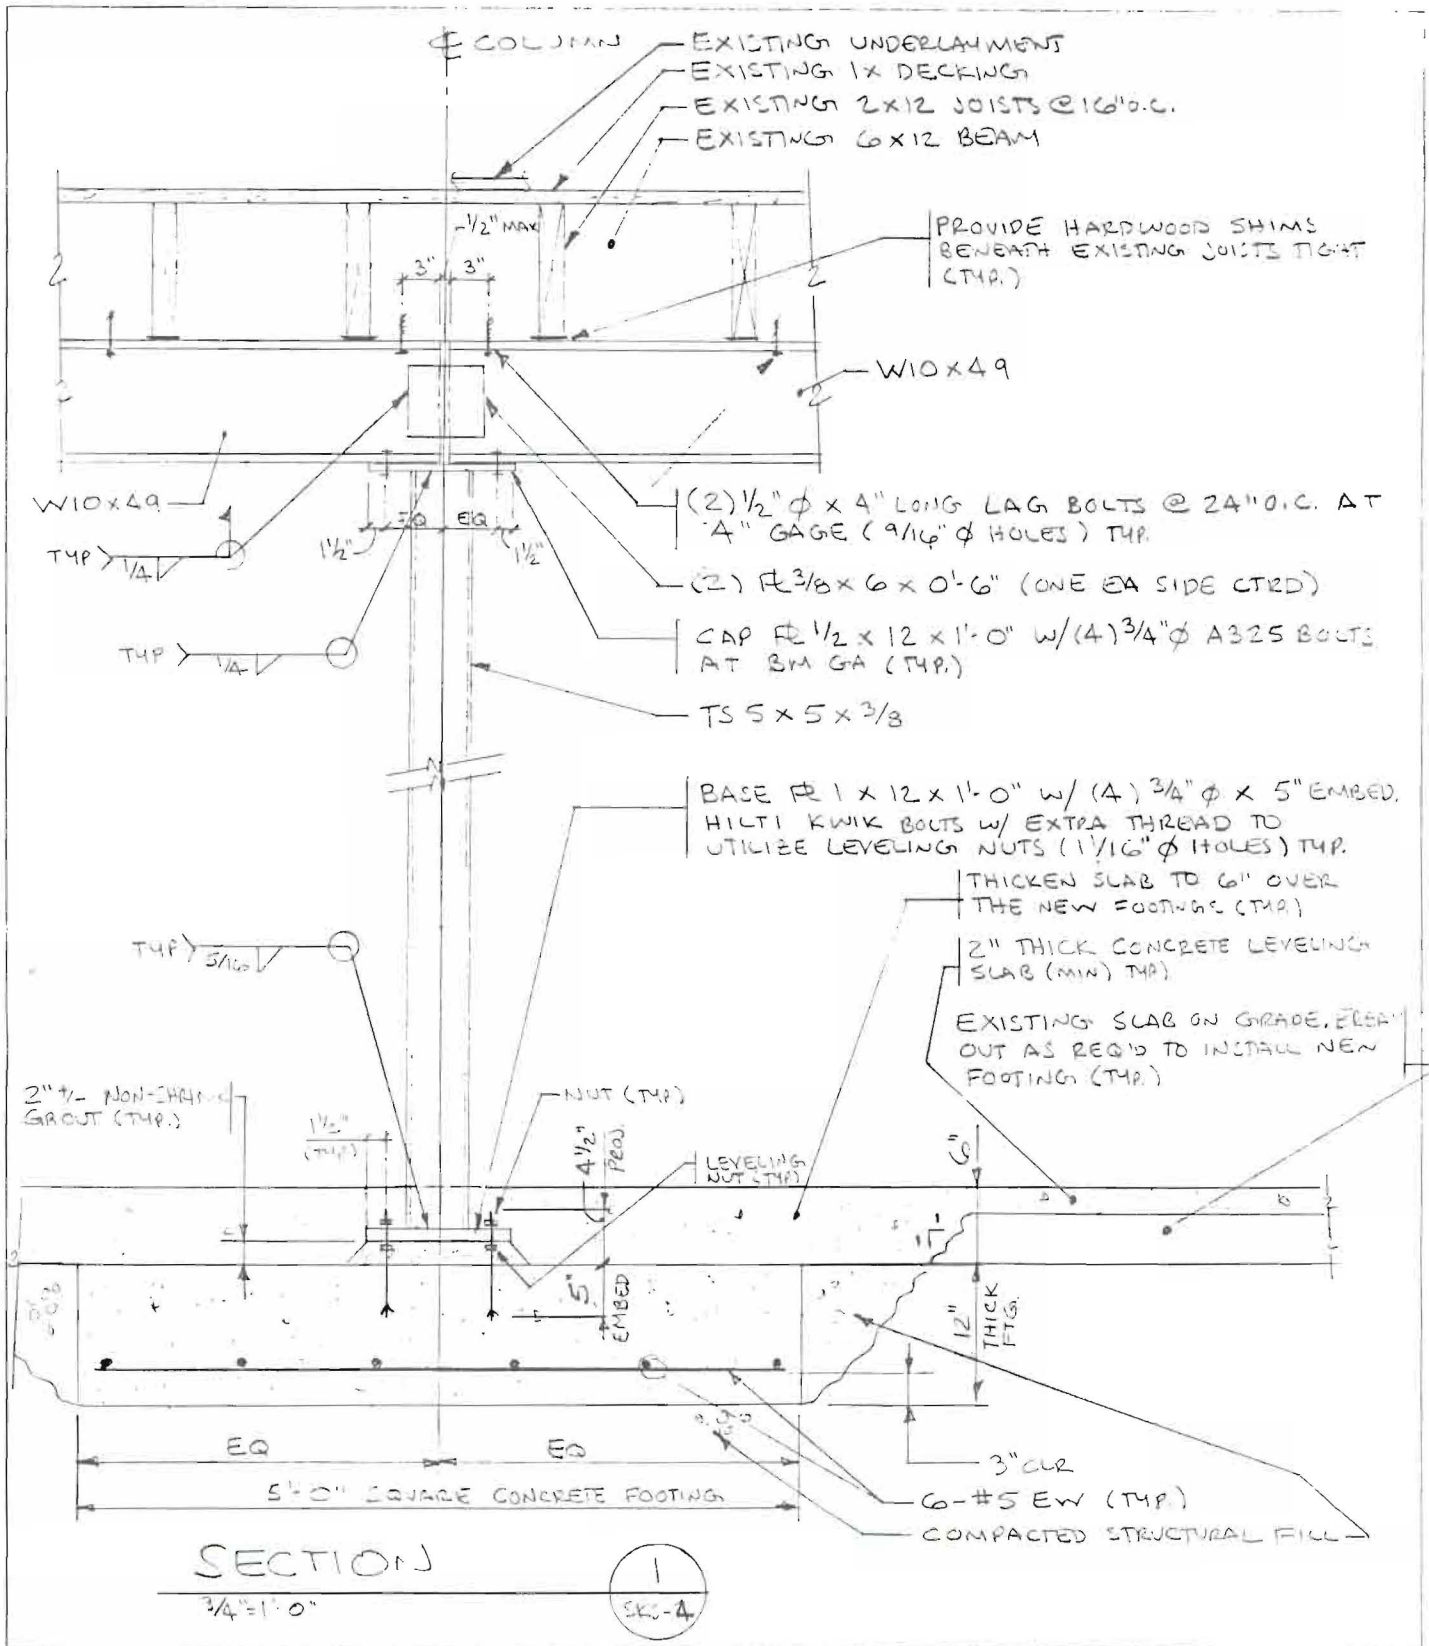 ℄ COLUMN
EXISTING UNDERLAYMENT
EXISTING 1X DECKING
EXISTING 2X12 JOISTS @ 16" O.C.
EXISTING 6X12 BEAM
1/2" MAX
3" 3"
PROVIDE HARDWOOD SHIMS
BENEATH EXISTING JOISTS TIGHT
(TYP.)
W10X49
W10X49
(2) 1/2" Ø X 4" LONG LAG BOLTS @ 24" O.C. AT
4" GAGE (9/16" Ø HOLES) TYP.
1 1/2" EQ EQ 1 1/2"
TYP 1/4
(2) PL 3/8 X 6 X 0'-6" (ONE EA SIDE CTRD)
CAP PL 1/2 X 12 X 1'-0" W/ (4) 3/4" Ø A325 BOLTS
AT BM GA (TYP.)
TYP 1/4
TS 5 X 5 X 3/8
BASE PL 1 X 12 X 1'-0" W/ (4) 3/4" Ø X 5" EMBED.
HILTI KWIK BOLTS W/ EXTRA THREAD TO
UTILIZE LEVELING NUTS (1 1/16" Ø HOLES) TYP.
THICKEN SLAB TO 6" OVER
THE NEW FOOTINGS (TYP.)
TYP 5/16
2" THICK CONCRETE LEVELING
SLAB (MIN) TYP)
EXISTING SLAB ON GRADE.
OUT AS REQ'D TO INSTALL NEW
FOOTING (TYP.)
2" +/- NON-SHRINK
GROUT (TYP.)
NUT (TYP)
1 1/2"
(TYP.)
4 1/2"
PROJ.
LEVELING
NUT (TYP)
6"
5"
EMBED
12"
THICK
FTG.
EQ EQ
3" CLR
5'-0" SQUARE CONCRETE FOOTING
6-#5 EW (TYP.)
COMPACTED STRUCTURAL FILL
SECTION
3/4"=1'-0"
1
SKS-4